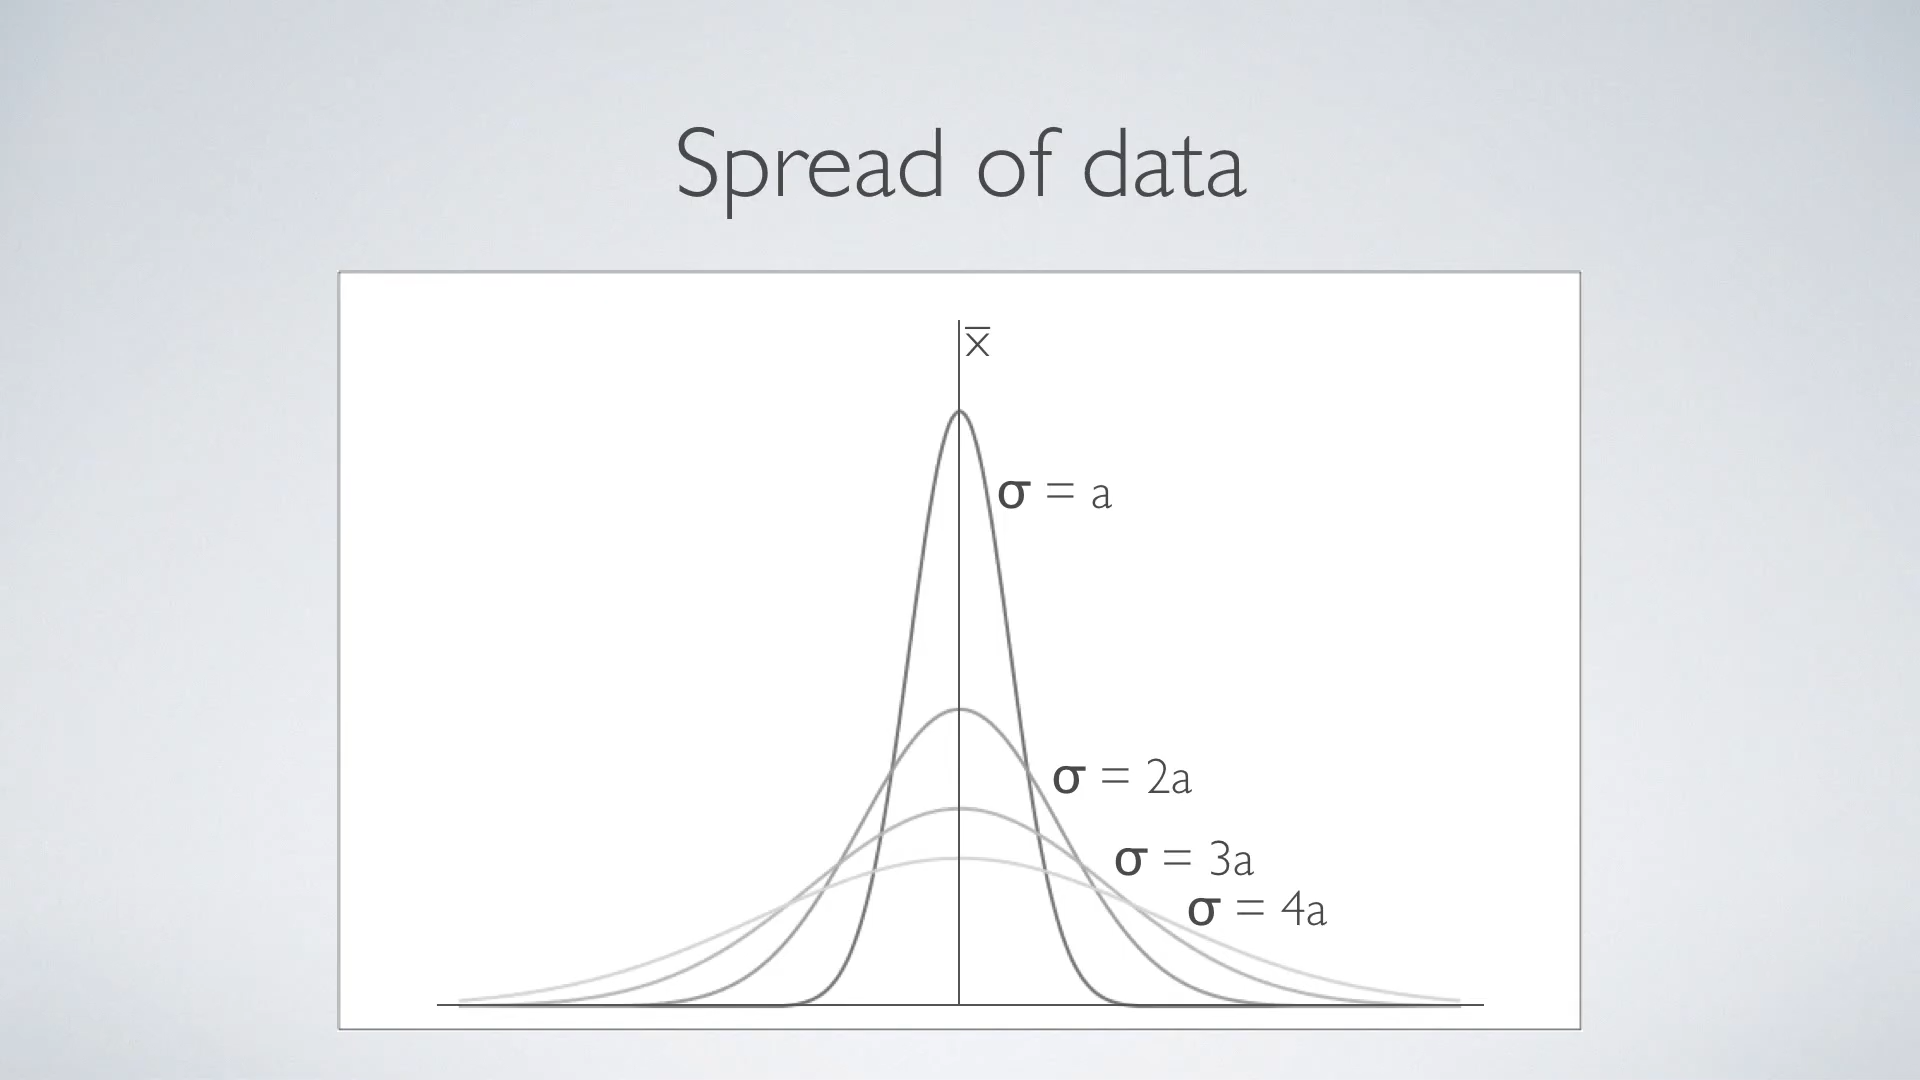 Spread of data
x̅
σ = a
σ = 2a
σ = 3a
σ = 4a